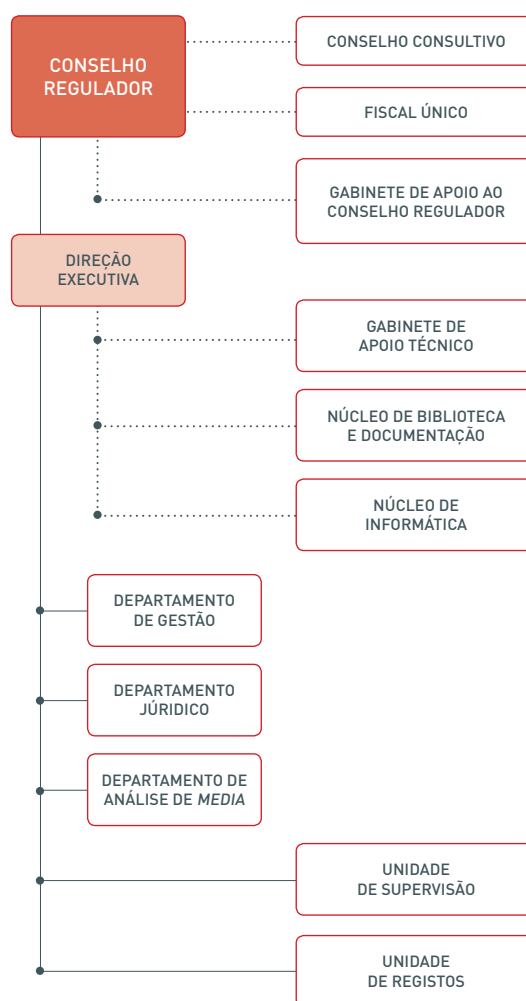 CONSELHO
REGULADOR
CONSELHO CONSULTIVO
FISCAL ÚNICO
GABINETE DE APOIO AO
CONSELHO REGULADOR
DIREÇÃO
EXECUTIVA
GABINETE DE
APOIO TÉCNICO
NÚCLEO DE BIBLIOTECA
E DOCUMENTAÇÃO
NÚCLEO DE
INFORMÁTICA
DEPARTAMENTO
DE GESTÃO
DEPARTAMENTO
JÚRIDICO
DEPARTAMENTO DE
ANÁLISE DE MEDIA
UNIDADE
DE SUPERVISÃO
UNIDADE
DE REGISTOS